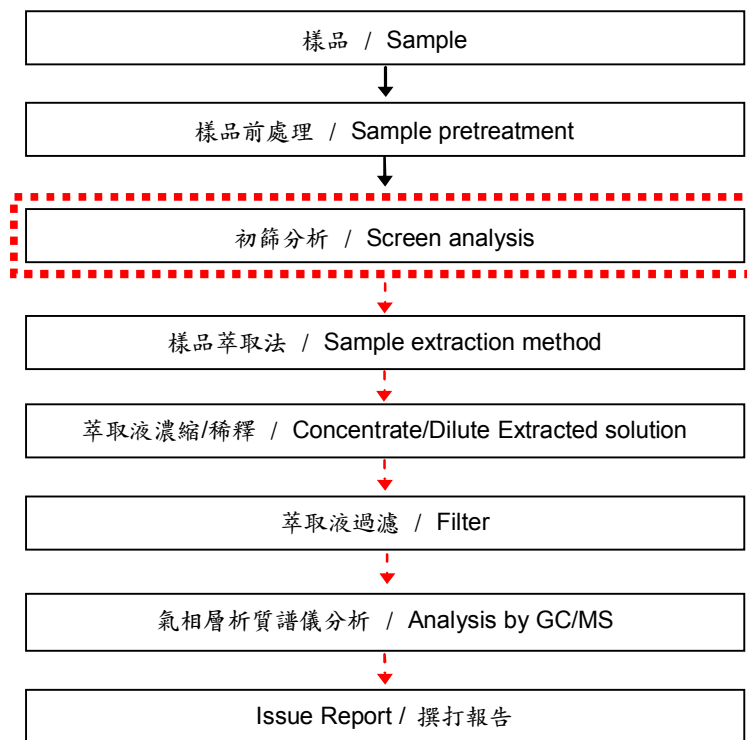 樣品 / Sample
樣品前處理 / Sample pretreatment
初篩分析 / Screen analysis
樣品萃取法 / Sample extraction method
萃取液濃縮/稀釋 / Concentrate/Dilute Extracted solution
萃取液過濾 / Filter
氣相層析質譜儀分析 / Analysis by GC/MS
Issue Report / 撰打報告